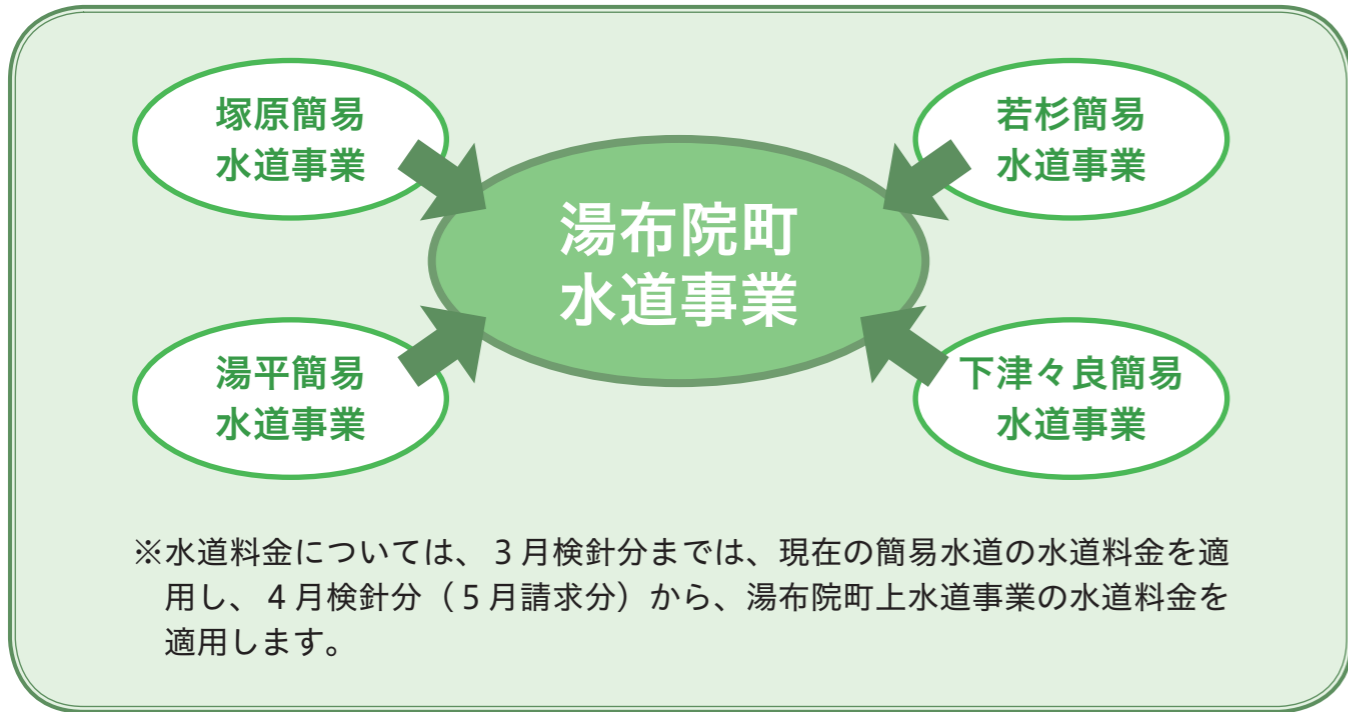 塚原簡易
水道事業
若杉簡易
水道事業
湯布院町
水道事業
湯平簡易
水道事業
下津々良簡易
水道事業
※水道料金については、３月検針分までは、現在の簡易水道の水道料金を適
用し、４月検針分（５月請求分）から、湯布院町上水道事業の水道料金を
適用します。